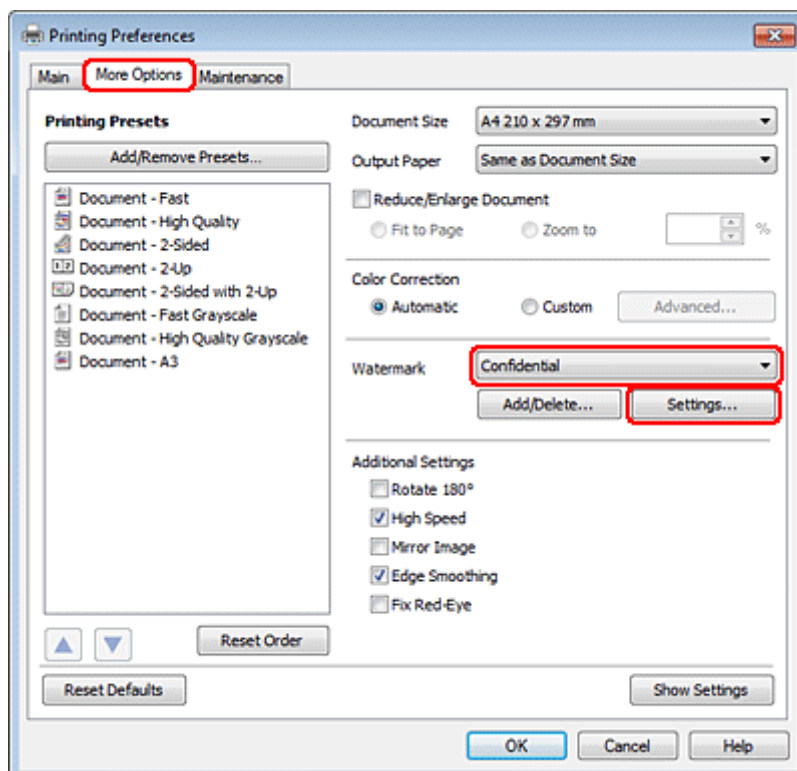 Printing Preferences
Main More Options Maintenance
Printing Presets
Add/Remove Presets...
Document - Fast
Document - High Quality
Document - 2-Sided
Document - 2-Up
Document - 2-Sided with 2-Up
Document - Fast Grayscale
Document - High Quality Grayscale
Document - A3
Reset Order
Document Size A4 210 x 297 mm
Output Paper Same as Document Size
Reduce/Enlarge Document
Fit to Page Zoom to %
Color Correction
Automatic Custom Advanced...
Watermark Confidential
Add/Delete... Settings...
Additional Settings
Rotate 180°
High Speed
Mirror Image
Edge Smoothing
Fix Red-Eye
Reset Defaults Show Settings
OK Cancel Help